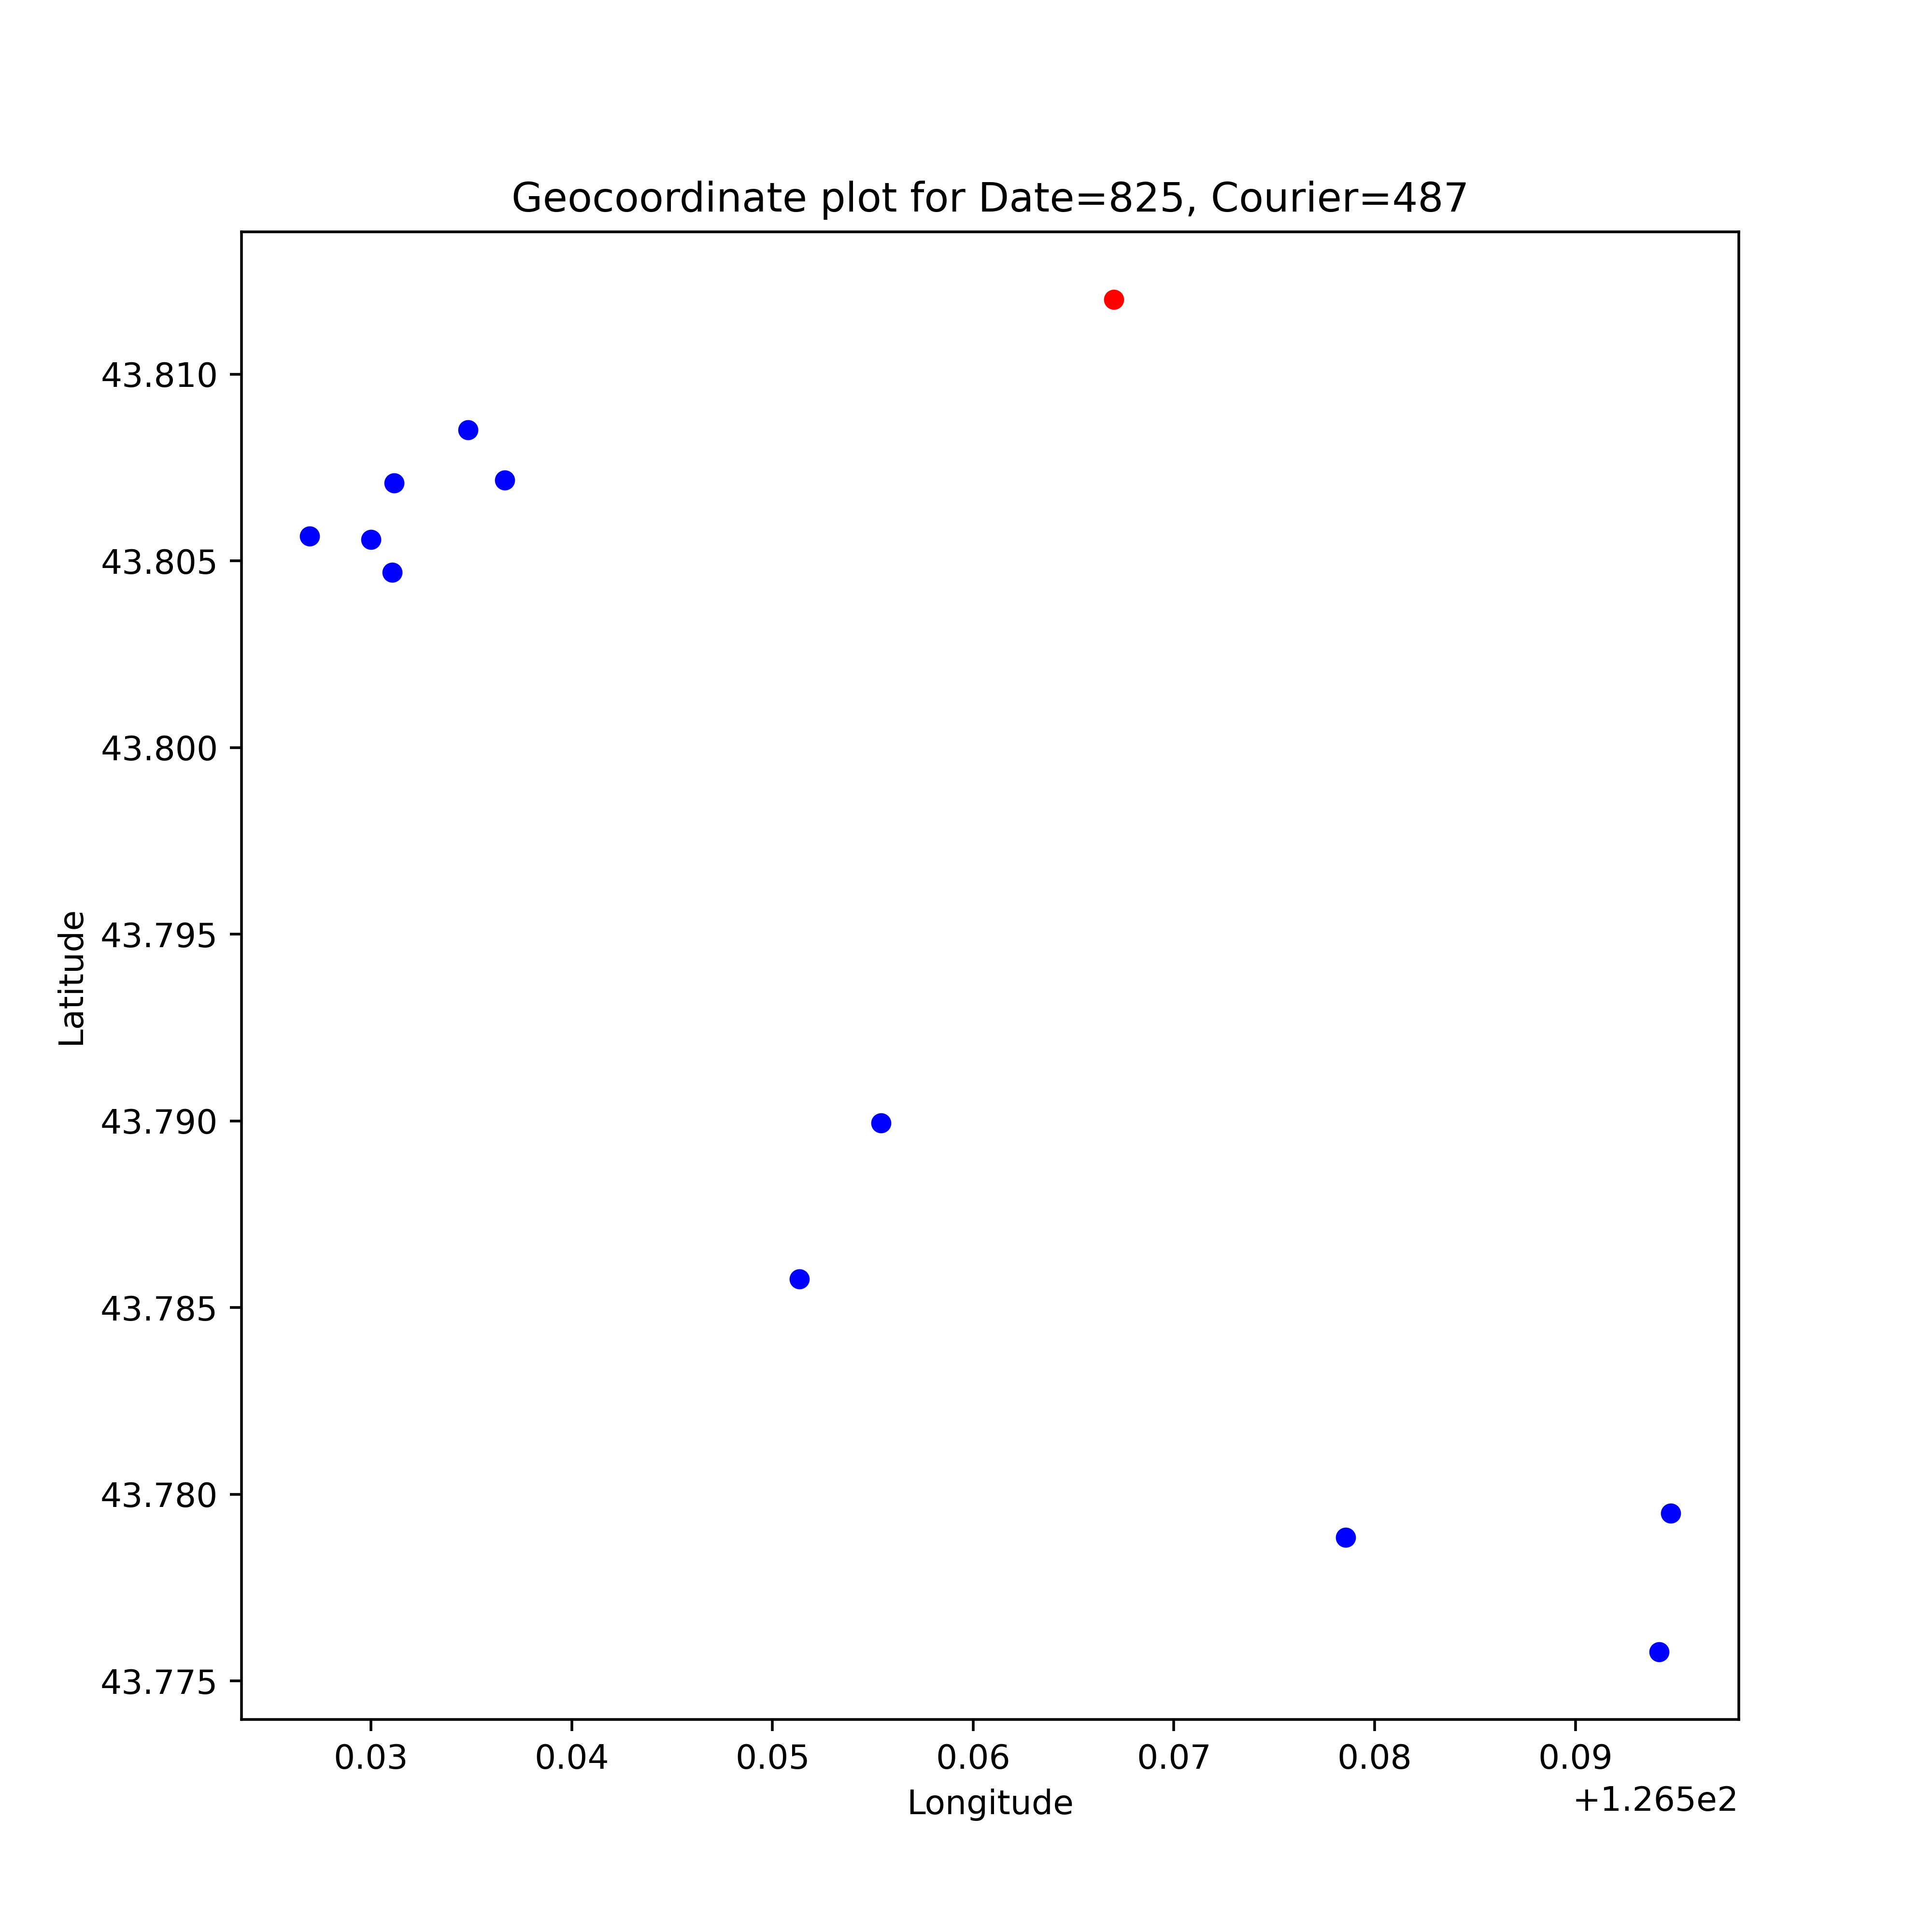 Geocoordinate plot for Date=825, Courier=487
43.810
43.805
43.800
43.795
43.790
43.785
43.780
43.775
Latitude
0.03 0.04 0.05 0.06 0.07 0.08 0.09
+1.265e2
Longitude